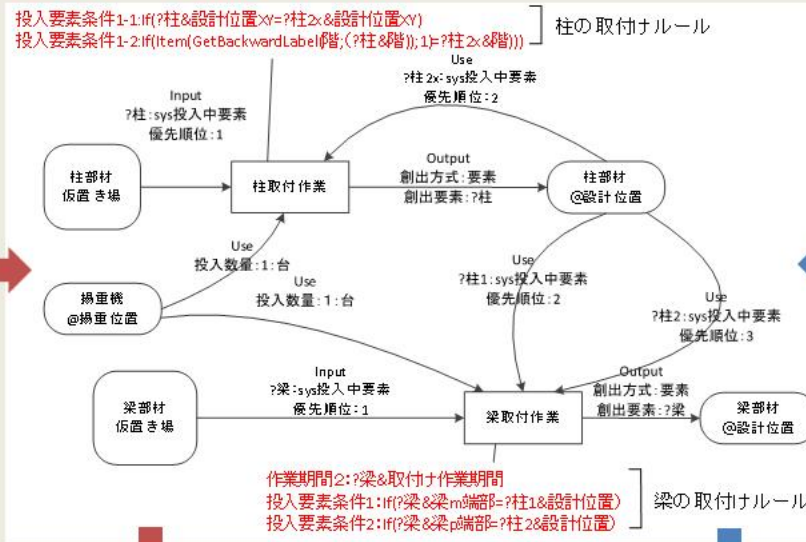 投入要素条件1-1:If(?柱&設計位置XY=?柱2x&設計位置XY)
投入要素条件1-2:If(Item(GetBackwardLabel(階;(?柱&階));1)=?柱2x&階)))
柱の取付けルール
Use
?柱2x:sys投入中要素
優先順位:2
Input
?柱:sys投入中要素
優先順位:1
柱部材
仮置き場
柱取付作業
Output
創出方式:要素
創出要素:?柱
柱部材
@設計位置
Use
投入数量:1:台
Use
投入数量:1:台
揚重機
@揚重位置
Use
?柱1:sys投入中要素
優先順位:2
Use
?柱2:sys投入中要素
優先順位:3
Input
?梁:sys投入中要素
優先順位:1
梁部材
仮置き場
梁取付作業
Output
創出方式:要素
創出要素:?梁
梁部材
@設計位置
作業期間2:?梁&取付け作業期間
投入要素条件1:If(?梁&梁m端部=?柱1&設計位置)
投入要素条件2:If(?梁&梁p端部=?柱2&設計位置)
梁の取付けルール